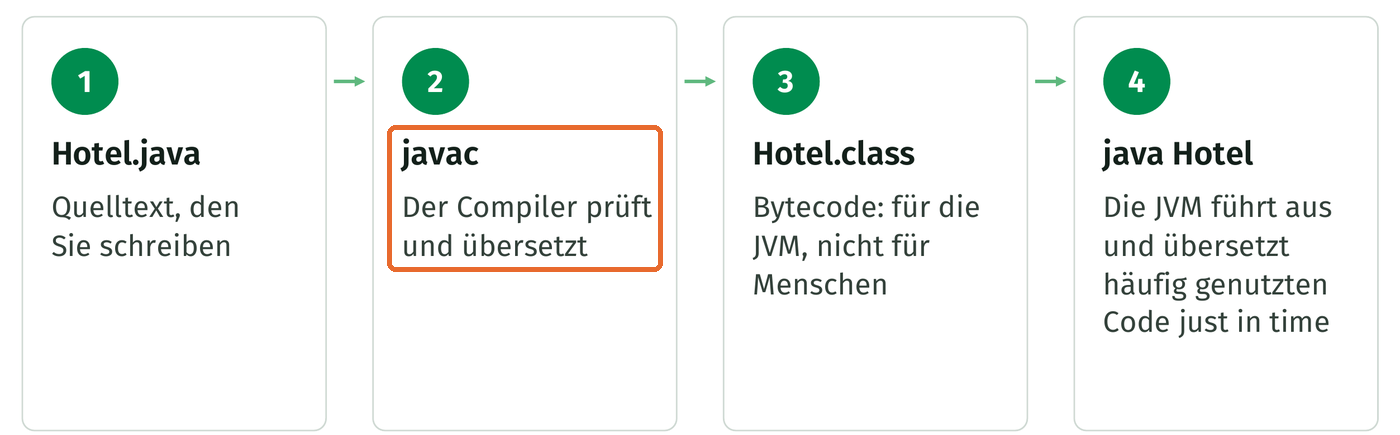 1
Hotel.java
Quelltext, den
Sie schreiben
2
javac
Der Compiler prüft
und übersetzt
3
Hotel.class
Bytecode: für die
JVM, nicht für
Menschen
4
java Hotel
Die JVM führt aus
und übersetzt
häufig genutzten
Code just in time